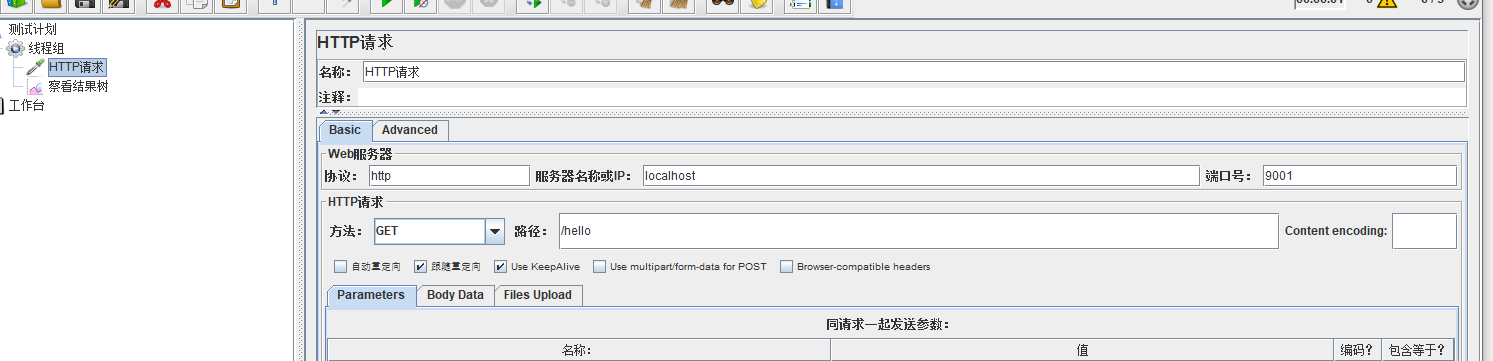 测试计划
线程组
HTTP请求
察看结果树
工作台
HTTP请求
名称： HTTP请求
注释：
Basic Advanced
Web服务器
协议： http 服务器名称或IP： localhost 端口号： 9001
HTTP请求
方法： GET 路径： /hello Content encoding:
自动重定向 跟随重定向 Use KeepAlive Use multipart/form-data for POST Browser-compatible headers
Parameters Body Data Files Upload
同请求一起发送参数：
名称： 值 编码？ 包含等于？